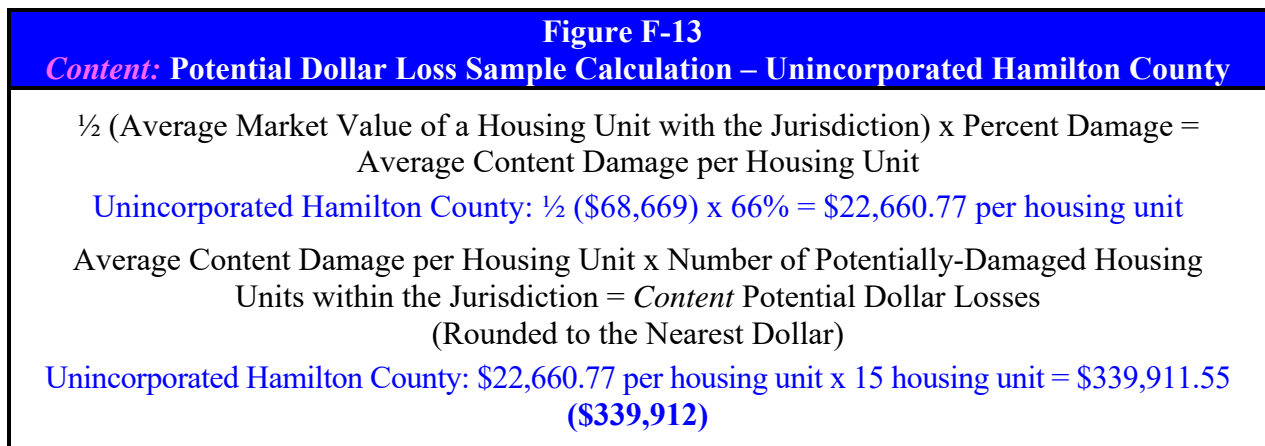 Figure F-13
Content: Potential Dollar Loss Sample Calculation – Unincorporated Hamilton County
½ (Average Market Value of a Housing Unit with the Jurisdiction) x Percent Damage =
Average Content Damage per Housing Unit
Unincorporated Hamilton County: ½ ($68,669) x 66% = $22,660.77 per housing unit
Average Content Damage per Housing Unit x Number of Potentially-Damaged Housing
Units within the Jurisdiction = Content Potential Dollar Losses
(Rounded to the Nearest Dollar)
Unincorporated Hamilton County: $22,660.77 per housing unit x 15 housing unit = $339,911.55
($339,912)